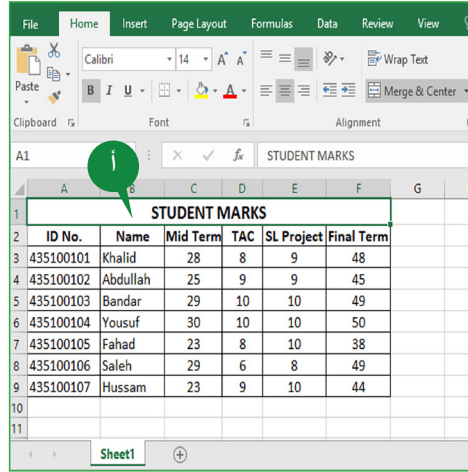 File Home Insert Page Layout Formulas Data Review View
Calibri 14 A A Wrap Text
Paste B I U A Merge & Center
Clipboard Font Alignment
A1 fx STUDENT MARKS
أ
A B C D E F G
1 STUDENT MARKS
2 ID No. Name Mid Term TAC SL Project Final Term
3 435100101 Khalid 28 8 9 48
4 435100102 Abdullah 25 9 9 45
5 435100103 Bandar 29 10 10 49
6 435100104 Yousuf 30 10 10 50
7 435100105 Fahad 23 8 10 38
8 435100106 Saleh 29 6 8 49
9 435100107 Hussam 23 9 10 44
10
11
Sheet1